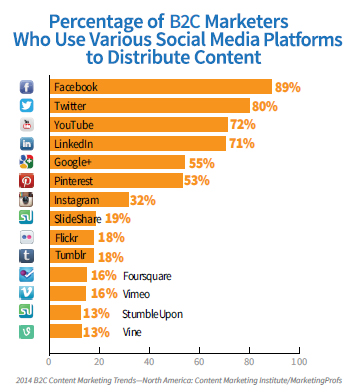 Percentage of B2C Marketers
Who Use Various Social Media Platforms
to Distribute Content
Facebook 89%
Twitter 80%
YouTube 72%
LinkedIn 71%
Google+ 55%
Pinterest 53%
Instagram 32%
SlideShare 19%
Flickr 18%
Tumblr 18%
16% Foursquare
16% Vimeo
13% StumbleUpon
13% Vine
0 20 40 60 80 100
2014 B2C Content Marketing Trends—North America: Content Marketing Institute/MarketingProfs